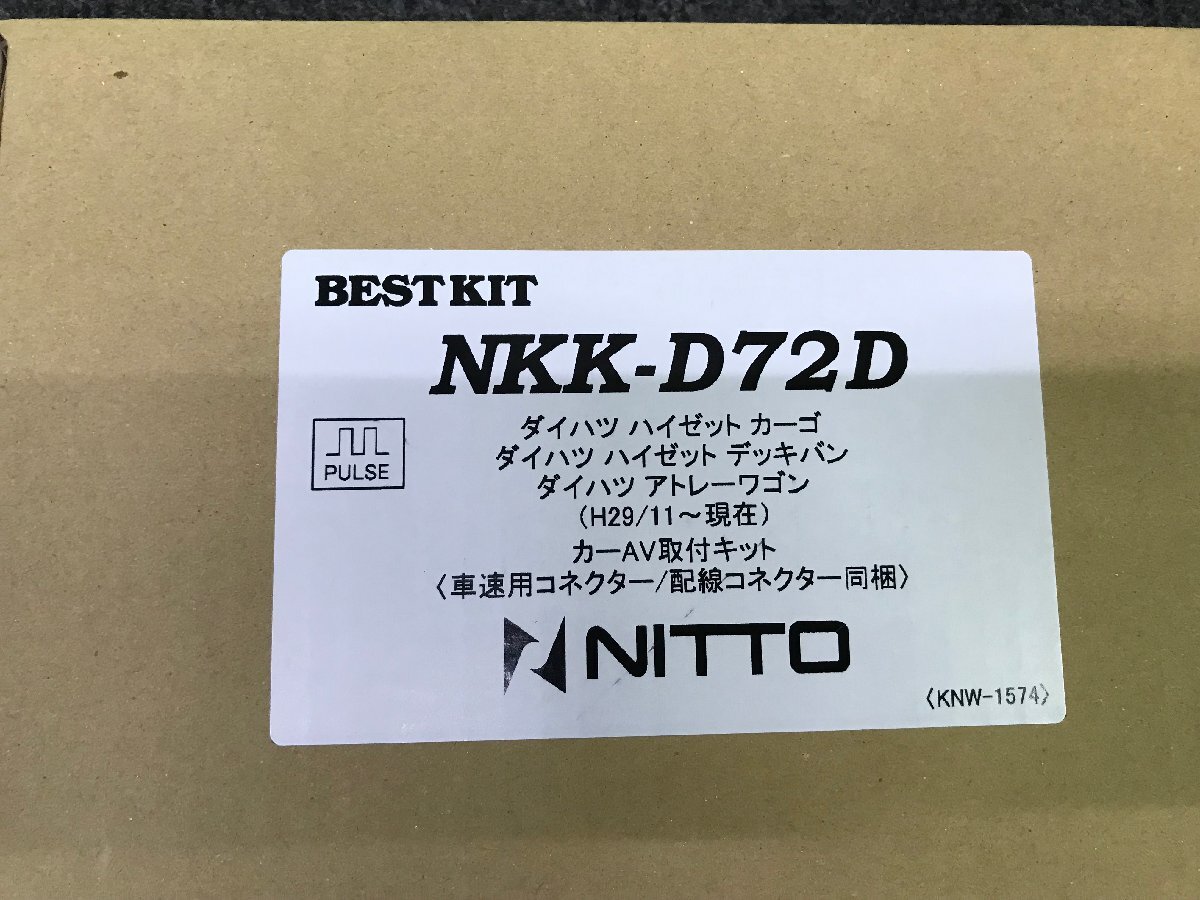 BEST KIT
NKK-D72D
PULSE
ダイハツ ハイゼット カーゴ
ダイハツ ハイゼット デッキバン
ダイハツ アトレーワゴン
(H29/11～現在)
カーAV取付キット
〈車速用コネクター/配線コネクター同梱〉
NITTO
〈KNW-1574〉